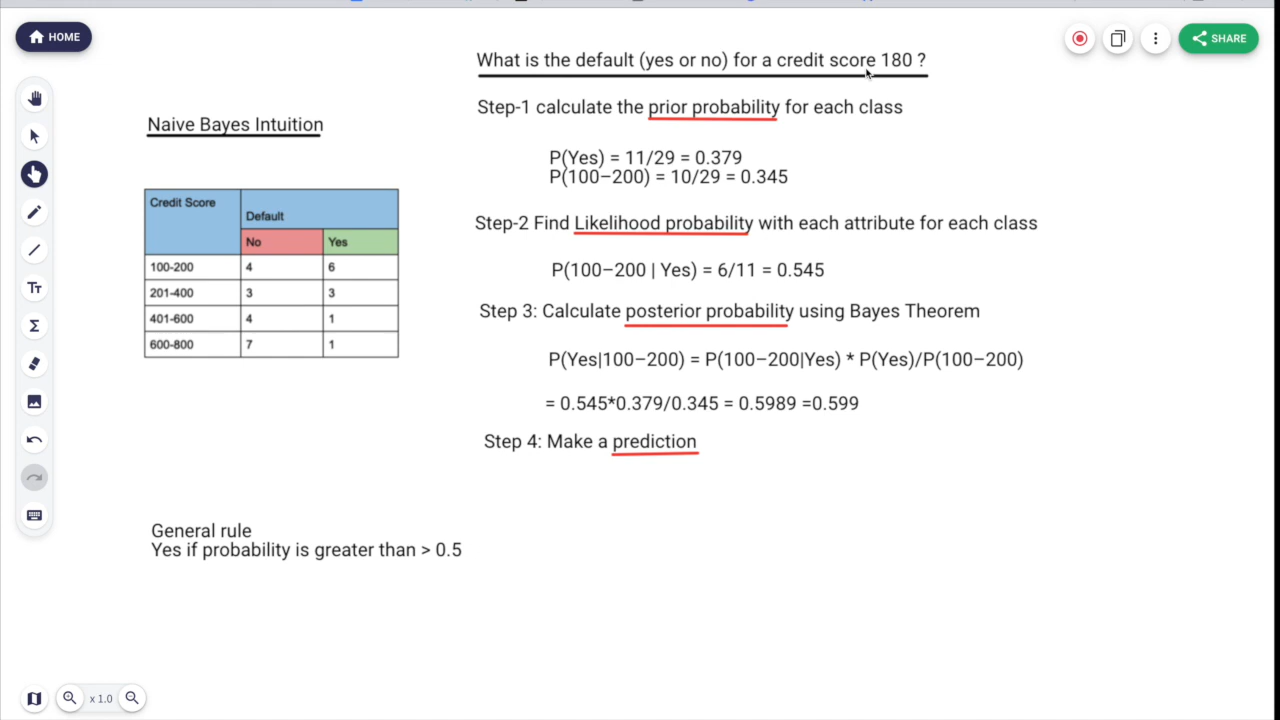 HOME
SHARE
What is the default (yes or no) for a credit score 180 ?
Step-1 calculate the prior probability for each class
Naive Bayes Intuition
P(Yes) = 11/29 = 0.379
P(100–200) = 10/29 = 0.345
Credit Score
Default
No Yes
100-200 4 6
201-400 3 3
401-600 4 1
600-800 7 1
Step-2 Find Likelihood probability with each attribute for each class
P(100–200 | Yes) = 6/11 = 0.545
Step 3: Calculate posterior probability using Bayes Theorem
P(Yes|100–200) = P(100–200|Yes) * P(Yes)/P(100–200)
= 0.545*0.379/0.345 = 0.5989 =0.599
Step 4: Make a prediction
General rule
Yes if probability is greater than > 0.5
Tт
Σ
x 1.0